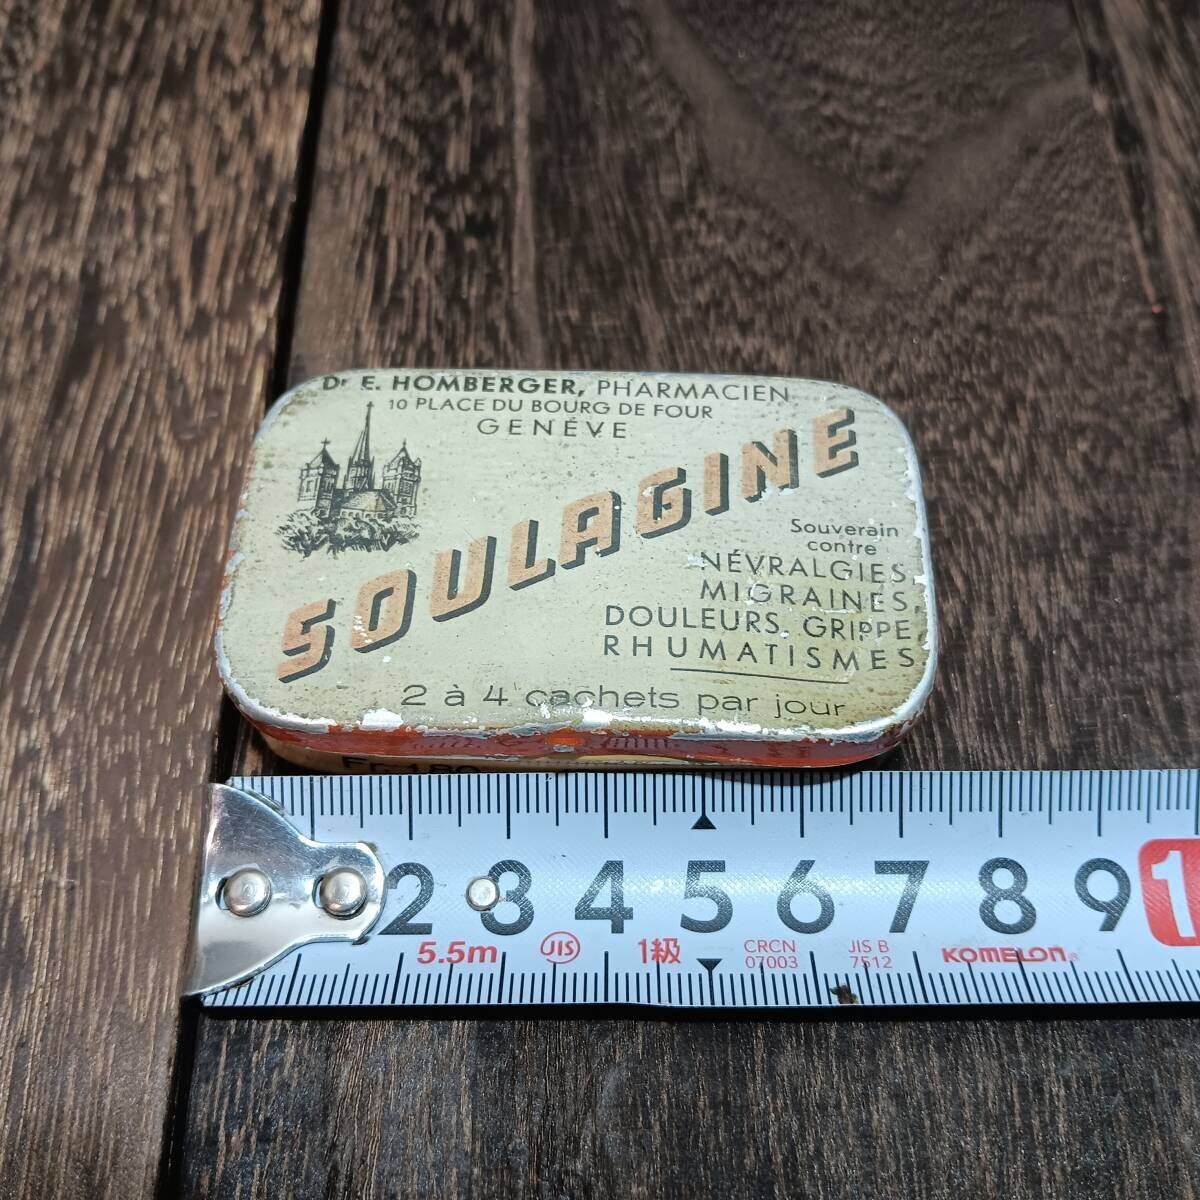 Dr E. HOMBERGER, PHARMACIEN
10 PLACE DU BOURG DE FOUR
GENÉVE
SOULAGINE
Souverain
contre
NÉVRALGIES,
MIGRAINES,
DOULEURS, GRIPPE
RHUMATISMES
2 à 4 cachets par jour
2 3 4 5 6 7 8 9 1
5.5m JIS 1級 CRCN 07003 JIS B 7512 KOMELON